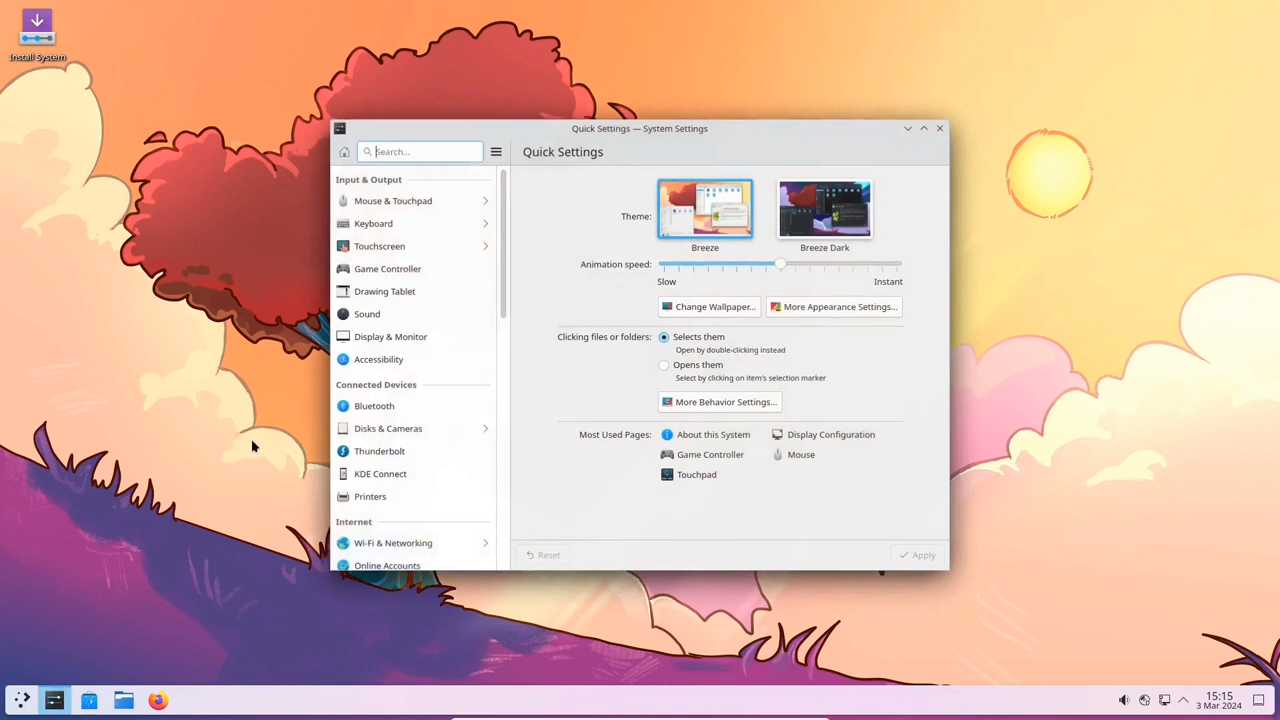 Install System
Quick Settings — System Settings
Search...
Quick Settings
Input & Output
Mouse & Touchpad
Keyboard
Touchscreen
Game Controller
Drawing Tablet
Sound
Display & Monitor
Accessibility
Connected Devices
Bluetooth
Disks & Cameras
Thunderbolt
KDE Connect
Printers
Internet
Wi-Fi & Networking
Online Accounts
Theme:
Breeze
Breeze Dark
Animation speed:
Slow
Instant
Change Wallpaper...
More Appearance Settings...
Clicking files or folders:
Selects them
Open by double-clicking instead
Opens them
Select by clicking on item's selection marker
More Behavior Settings...
Most Used Pages:
About this System
Display Configuration
Game Controller
Mouse
Touchpad
Reset
Apply
15:15
3 Mar 2024